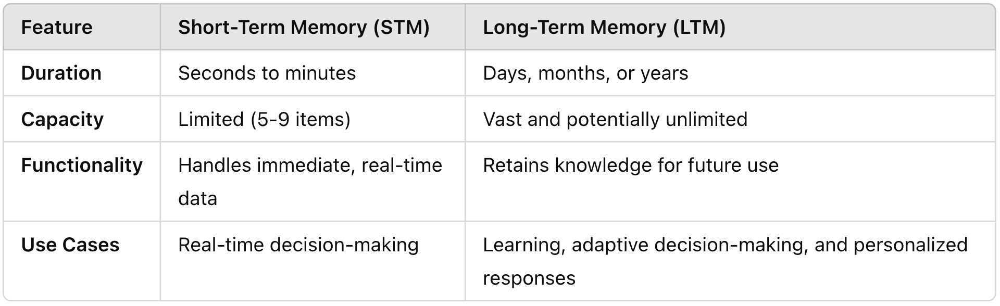 Feature Short-Term Memory (STM) Long-Term Memory (LTM)
Duration Seconds to minutes Days, months, or years
Capacity Limited (5-9 items) Vast and potentially unlimited
Functionality Handles immediate, real-time Retains knowledge for future use
data
Use Cases Real-time decision-making Learning, adaptive decision-making, and personalized
responses